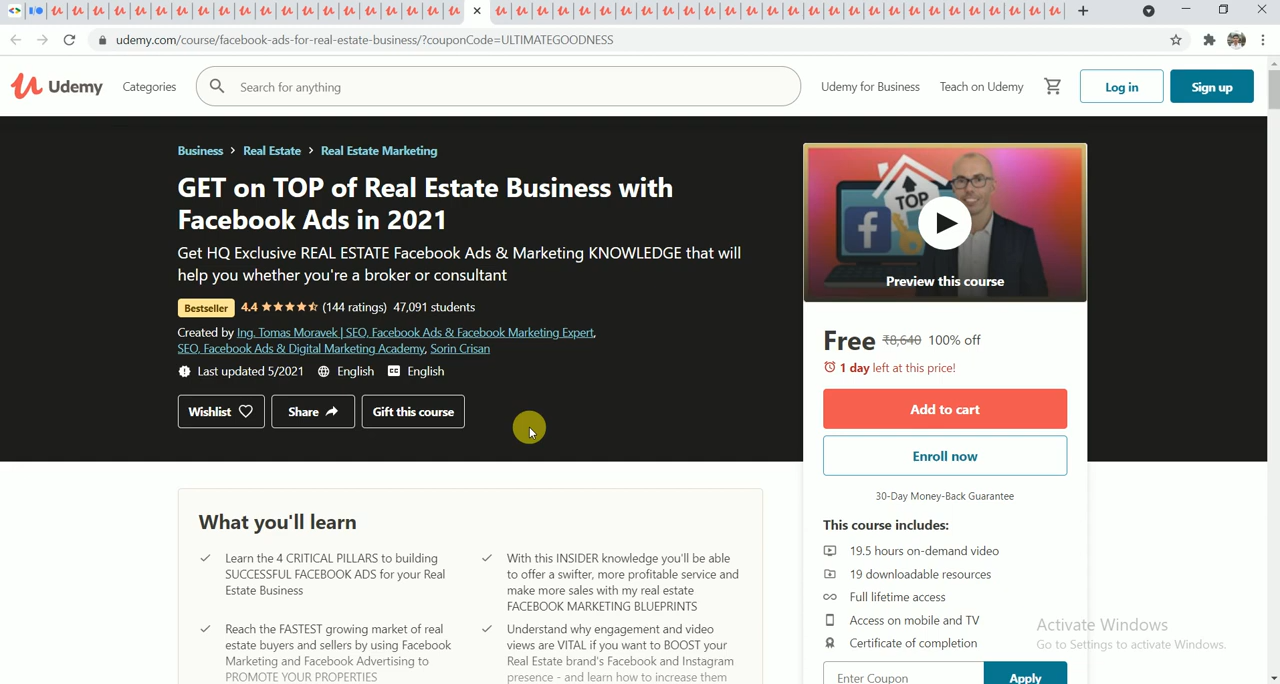 udemy.com/course/facebook-ads-for-real-estate-business/?couponCode=ULTIMATEGOODNESS
Udemy
Categories
Search for anything
Udemy for Business
Teach on Udemy
Log in
Sign up
Business > Real Estate > Real Estate Marketing
GET on TOP of Real Estate Business with
Facebook Ads in 2021
Get HQ Exclusive REAL ESTATE Facebook Ads & Marketing KNOWLEDGE that will
help you whether you're a broker or consultant
Bestseller 4.4 (144 ratings) 47,091 students
Created by Ing. Tomas Moravek | SEO, Facebook Ads & Facebook Marketing Expert,
SEO, Facebook Ads & Digital Marketing Academy, Sorin Crisan
Last updated 5/2021 English CC English
Wishlist
Share
Gift this course
TOP
f
Preview this course
Free ₹8,640 100% off
1 day left at this price!
Add to cart
Enroll now
30-Day Money-Back Guarantee
This course includes:
19.5 hours on-demand video
19 downloadable resources
Full lifetime access
Access on mobile and TV
Certificate of completion
Enter Coupon
Apply
What you'll learn
Learn the 4 CRITICAL PILLARS to building
SUCCESSFUL FACEBOOK ADS for your Real
Estate Business
With this INSIDER knowledge you'll be able
to offer a swifter, more profitable service and
make more sales with my real estate
FACEBOOK MARKETING BLUEPRINTS
Reach the FASTEST growing market of real
estate buyers and sellers by using Facebook
Marketing and Facebook Advertising to
PROMOTE YOUR PROPERTIES
Understand why engagement and video
views are VITAL if you want to BOOST your
Real Estate brand's Facebook and Instagram
presence - and learn how to increase them
Activate Windows
Go to Settings to activate Windows.